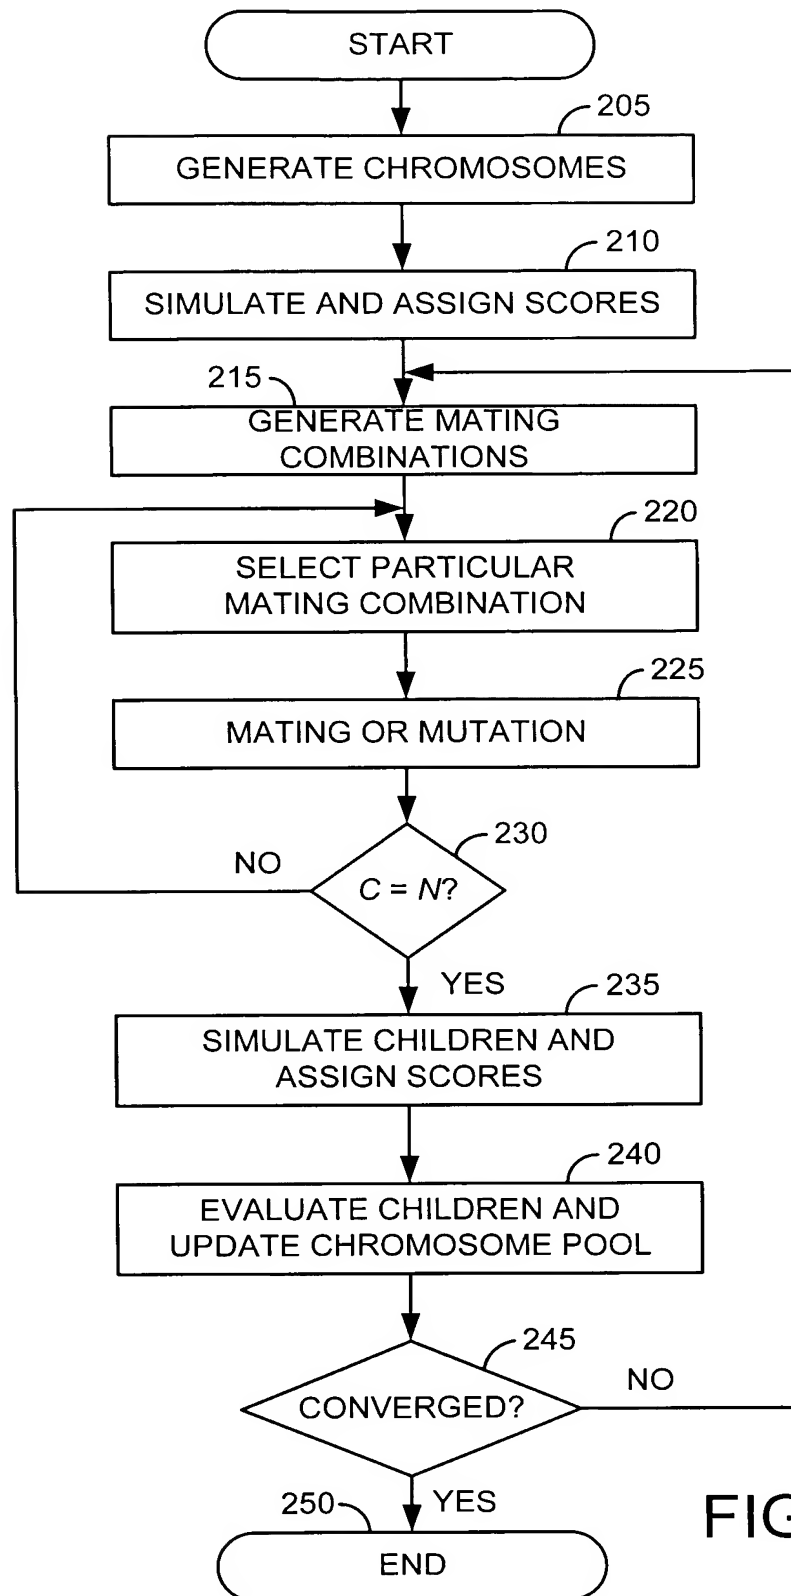 START
205
GENERATE CHROMOSOMES
210
SIMULATE AND ASSIGN SCORES
215
GENERATE MATING
COMBINATIONS
220
SELECT PARTICULAR
MATING COMBINATION
225
MATING OR MUTATION
230
NO
C = N?
YES
235
SIMULATE CHILDREN AND
ASSIGN SCORES
240
EVALUATE CHILDREN AND
UPDATE CHROMOSOME POOL
245
NO
CONVERGED?
YES
250
FIG
END